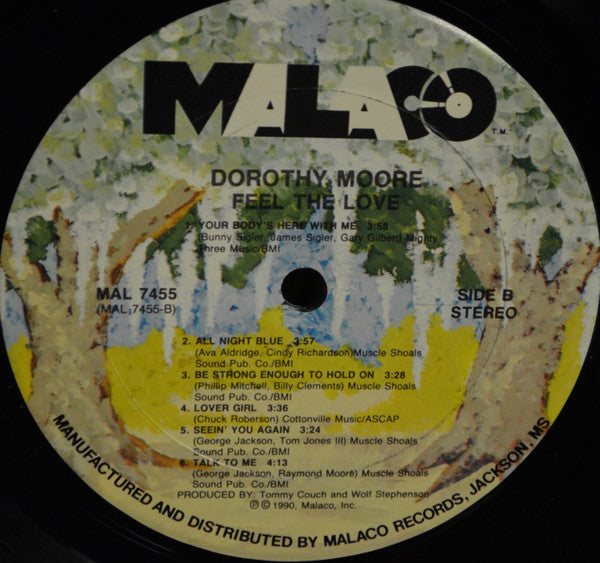 MALACO
T.M.
DOROTHY MOORE
FEEL THE LOVE
1. YOUR BODY'S HERE WITH ME 3:58
(Bunny Sigler, James Sigler, Gary Gilbert) Mighty
Three Music/BMI
MAL 7455
(MAL 7455-B)
SIDE B
STEREO
2. ALL NIGHT BLUE 3:57
(Ava Aldridge, Cindy Richardson)Muscle Shoals
Sound Pub. Co./BMI
3. BE STRONG ENOUGH TO HOLD ON 3:28
(Phillip Mitchell, Billy Clements) Muscle Shoals
Sound Pub. Co./BMI
4. LOVER GIRL 3:36
(Chuck Roberson) Cottonville Music/ASCAP
5. SEEIN' YOU AGAIN 3:24
(George Jackson, Tom Jones III) Muscle Shoals
Sound Pub. Co./BMI
6. TALK TO ME 4:13
(George Jackson, Raymond Moore) Muscle Shoals
Sound Pub. Co./BMI
PRODUCED BY: Tommy Couch and Wolf Stephenson
℗ © 1990, Malaco, Inc.
MANUFACTURED AND DISTRIBUTED BY MALACO RECORDS, JACKSON, MS